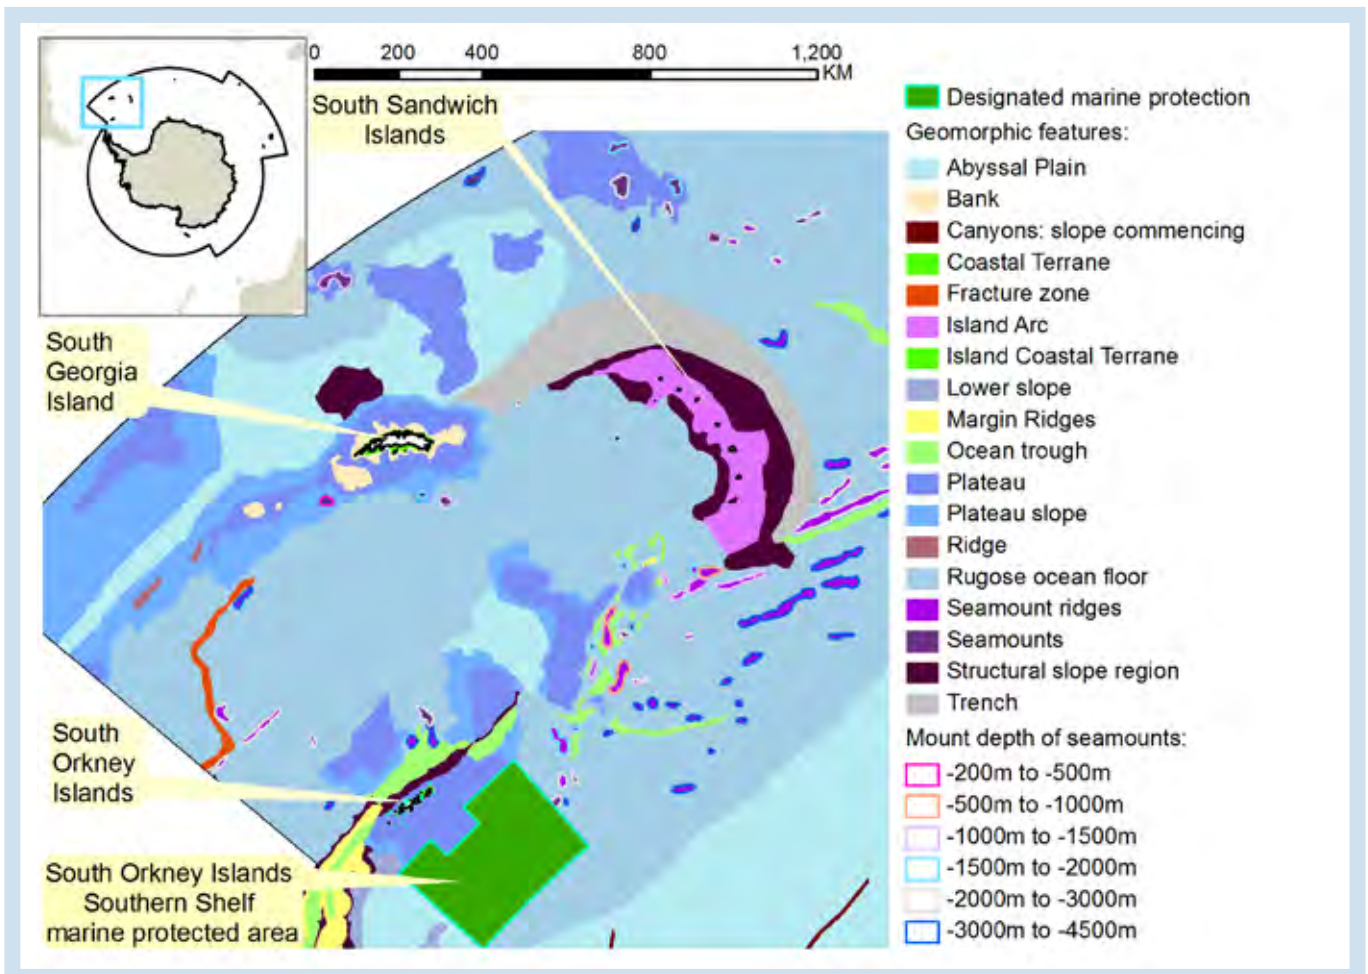 0 200 400 800 1,200
KM
South Sandwich
Islands
South
Georgia
Island
South
Orkney
Islands
South Orkney Islands
Southern Shelf
marine protected area
Designated marine protection
Geomorphic features:
Abyssal Plain
Bank
Canyons: slope commencing
Coastal Terrane
Fracture zone
Island Arc
Island Coastal Terrane
Lower slope
Margin Ridges
Ocean trough
Plateau
Plateau slope
Ridge
Rugose ocean floor
Seamount ridges
Seamounts
Structural slope region
Trench
Mount depth of seamounts:
-200m to -500m
-500m to -1000m
-1000m to -1500m
-1500m to -2000m
-2000m to -3000m
-3000m to -4500m